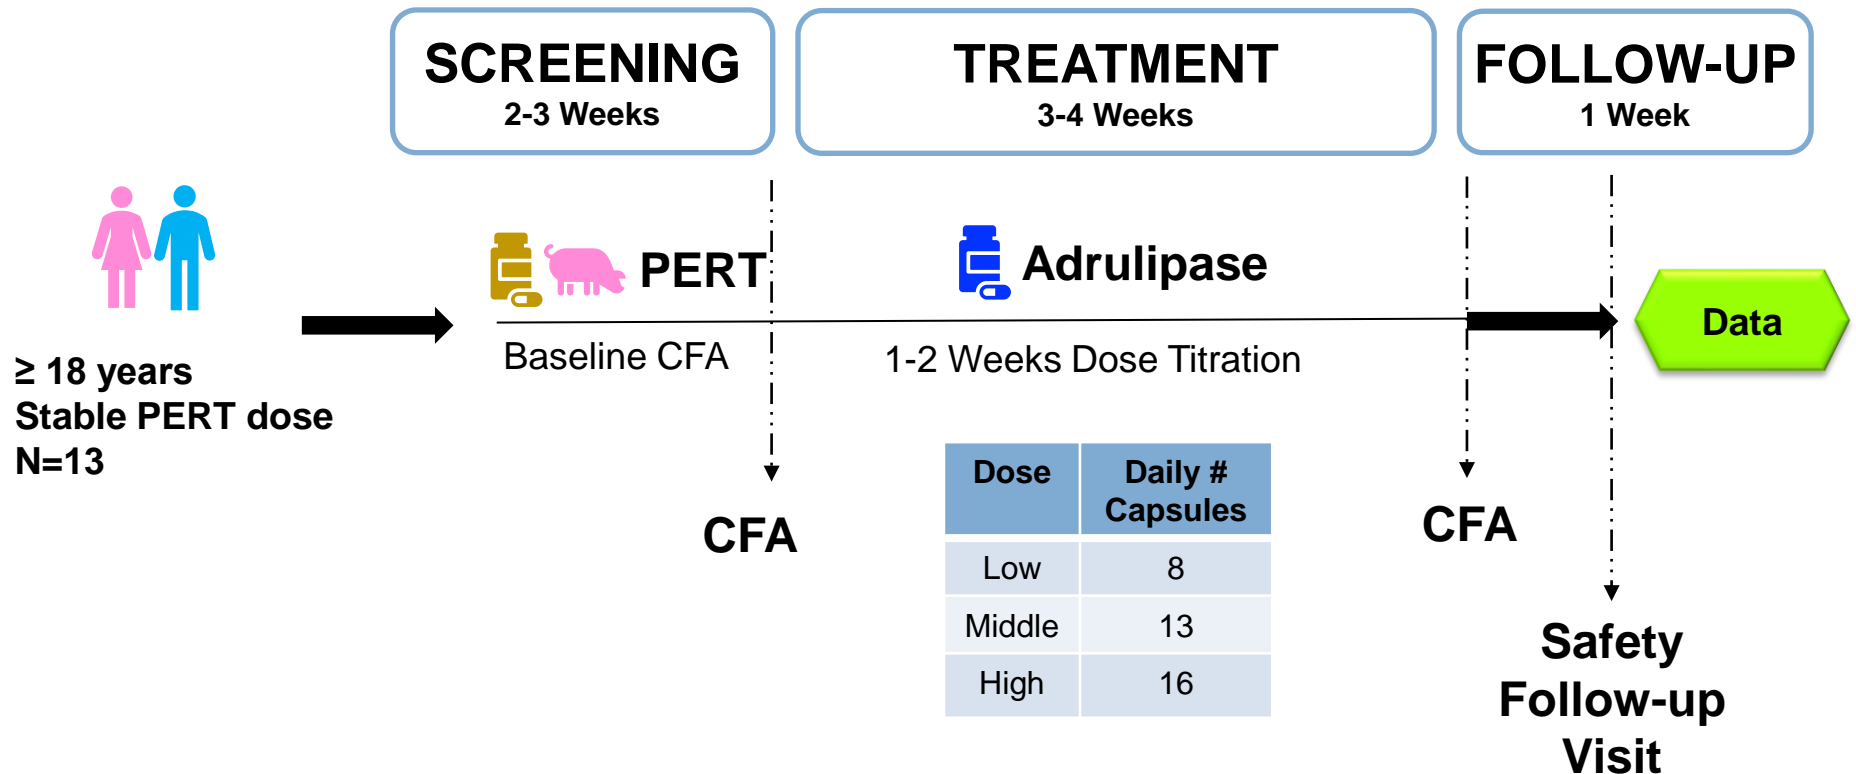 SCREENING
2-3 Weeks
TREATMENT
3-4 Weeks
FOLLOW-UP
1 Week
≥ 18 years
Stable PERT dose
N=13
PERT
Baseline CFA
Adrulipase
1-2 Weeks Dose Titration
Data
CFA
Dose
Daily #
Capsules
Low 8
Middle 13
High 16
CFA
Safety
Follow-up
Visit